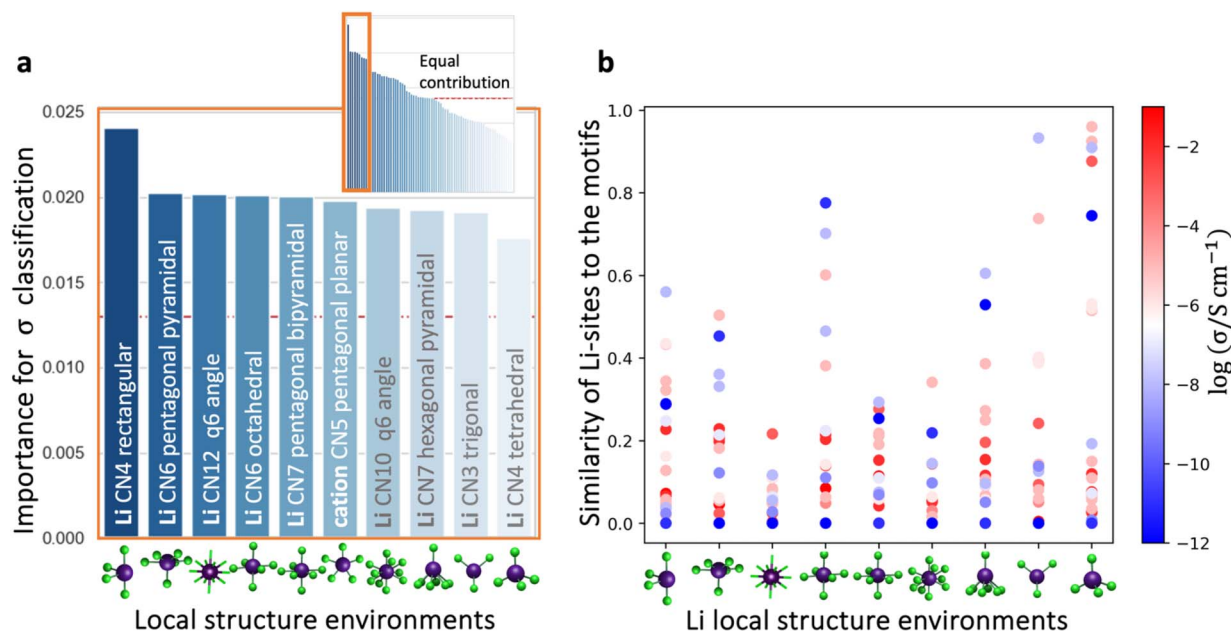 a
Equal
contribution
Importance for σ classification
0.025
0.020
0.015
0.010
0.005
0.000
Li CN4 rectangular
Li CN6 pentagonal pyramidal
Li CN12 q6 angle
Li CN6 octahedral
Li CN7 pentagonal bipyramidal
cation CN5 pentagonal planar
Li CN10 q6 angle
Li CN7 hexagonal pyramidal
Li CN3 trigonal
Li CN4 tetrahedral
Local structure environments
b
Similarity of Li-sites to the motifs
1.0
0.8
0.6
0.4
0.2
0.0
Li local structure environments
-2
-4
-6
-8
-10
-12
log (σ/S cm⁻¹)